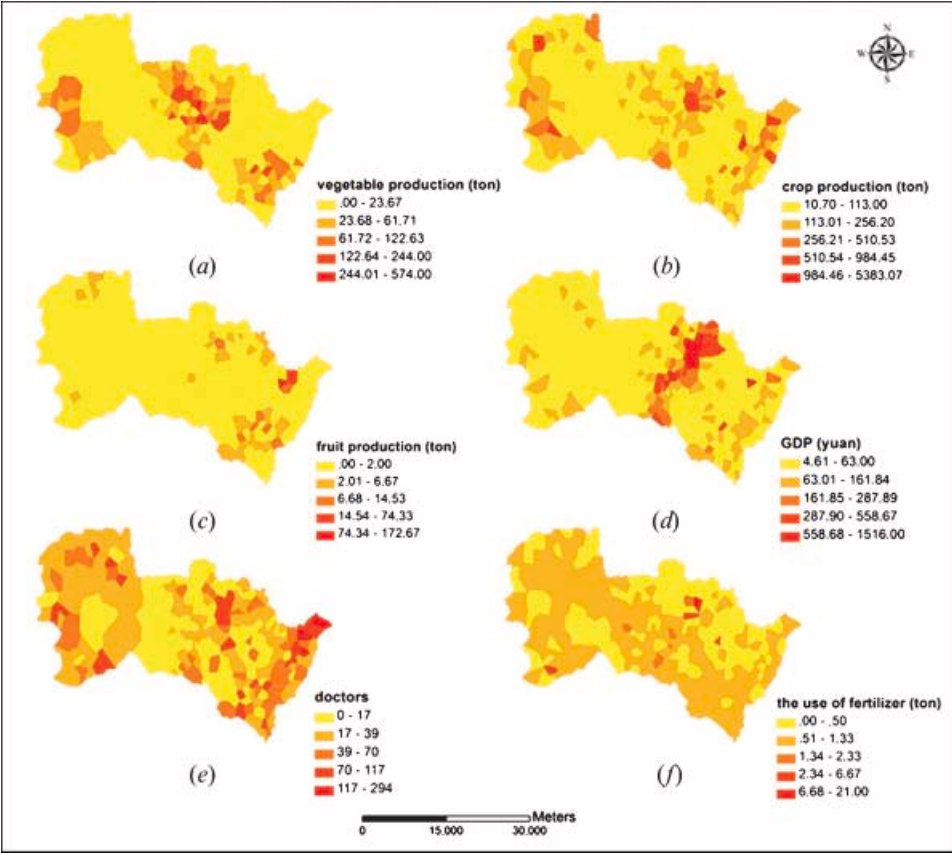 N
W E
S
vegetable production (ton)
.00 - 23.67
23.68 - 61.71
61.72 - 122.63
122.64 - 244.00
244.01 - 574.00
(a)
crop production (ton)
10.70 - 113.00
113.01 - 256.20
256.21 - 510.53
510.54 - 984.45
984.46 - 5383.07
(b)
fruit production (ton)
.00 - 2.00
2.01 - 6.67
6.68 - 14.53
14.54 - 74.33
74.34 - 172.67
(c)
GDP (yuan)
4.61 - 63.00
63.01 - 161.84
161.85 - 287.89
287.90 - 558.67
558.68 - 1516.00
(d)
doctors
0 - 17
17 - 39
39 - 70
70 - 117
117 - 294
(e)
the use of fertilizer (ton)
.00 - .50
.51 - 1.33
1.34 - 2.33
2.34 - 6.67
6.68 - 21.00
(f)
Meters
0 15,000 30,000